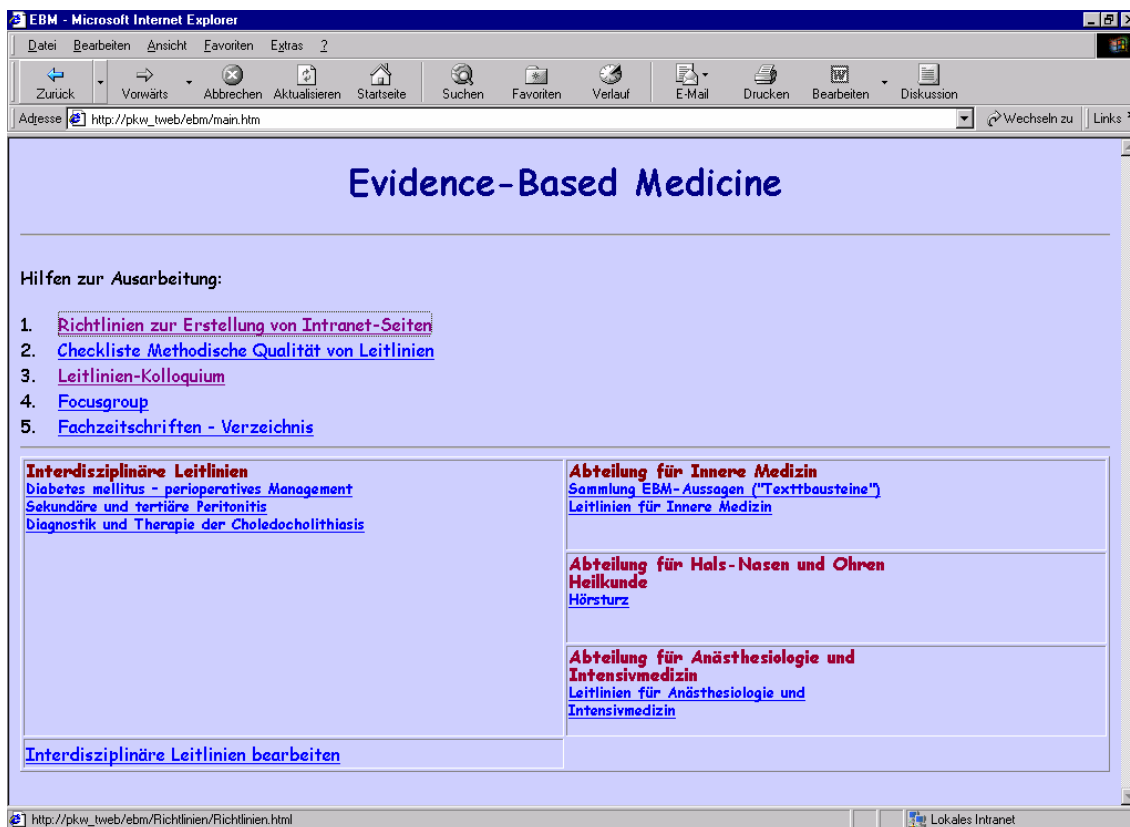 EBM - Microsoft Internet Explorer
Datei Bearbeiten Ansicht Favoriten Extras ?
Zurück Vorwärts Abbrechen Aktualisieren Startseite Suchen Favoriten Verlauf E-Mail Drucken Bearbeiten Diskussion
Adresse http://pkw_tweb/ebm/main.htm Wechseln zu Links
Evidence-Based Medicine
Hilfen zur Ausarbeitung:
1. Richtlinien zur Erstellung von Intranet-Seiten
2. Checkliste Methodische Qualität von Leitlinien
3. Leitlinien-Kolloquium
4. Focusgroup
5. Fachzeitschriften - Verzeichnis
Interdisziplinäre Leitlinien
Diabetes mellitus - perioperatives Management
Sekundäre und tertiäre Peritonitis
Diagnostik und Therapie der Choledocholithiasis
Abteilung für Innere Medizin
Sammlung EBM-Aussagen ("Texttbausteine")
Leitlinien für Innere Medizin
Abteilung für Hals-Nasen und Ohren
Heilkunde
Hörsturz
Abteilung für Anästhesiologie und
Intensivmedizin
Leitlinien für Anästhesiologie und
Intensivmedizin
Interdisziplinäre Leitlinien bearbeiten
http://pkw_tweb/ebm/Richtlinien/Richtlinien.html Lokales Intranet